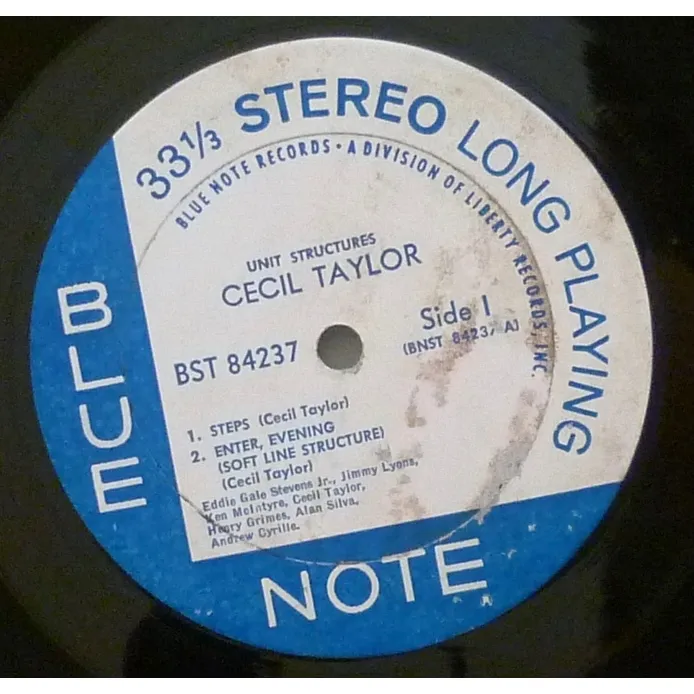 33⅓ STEREO LONG PLAYING
BLUE NOTE RECORDS • A DIVISION OF LIBERTY RECORDS, INC.
UNIT STRUCTURES
CECIL TAYLOR
BST 84237
Side 1
(BNST 84237 A)
1. STEPS (Cecil Taylor)
2. ENTER, EVENING
(SOFT LINE STRUCTURE)
(Cecil Taylor)
Eddie Gale Stevens Jr., Jimmy Lyons,
Ken McIntyre, Cecil Taylor,
Henry Grimes, Alan Silva,
Andrew Cyrille.
BLUE
NOTE